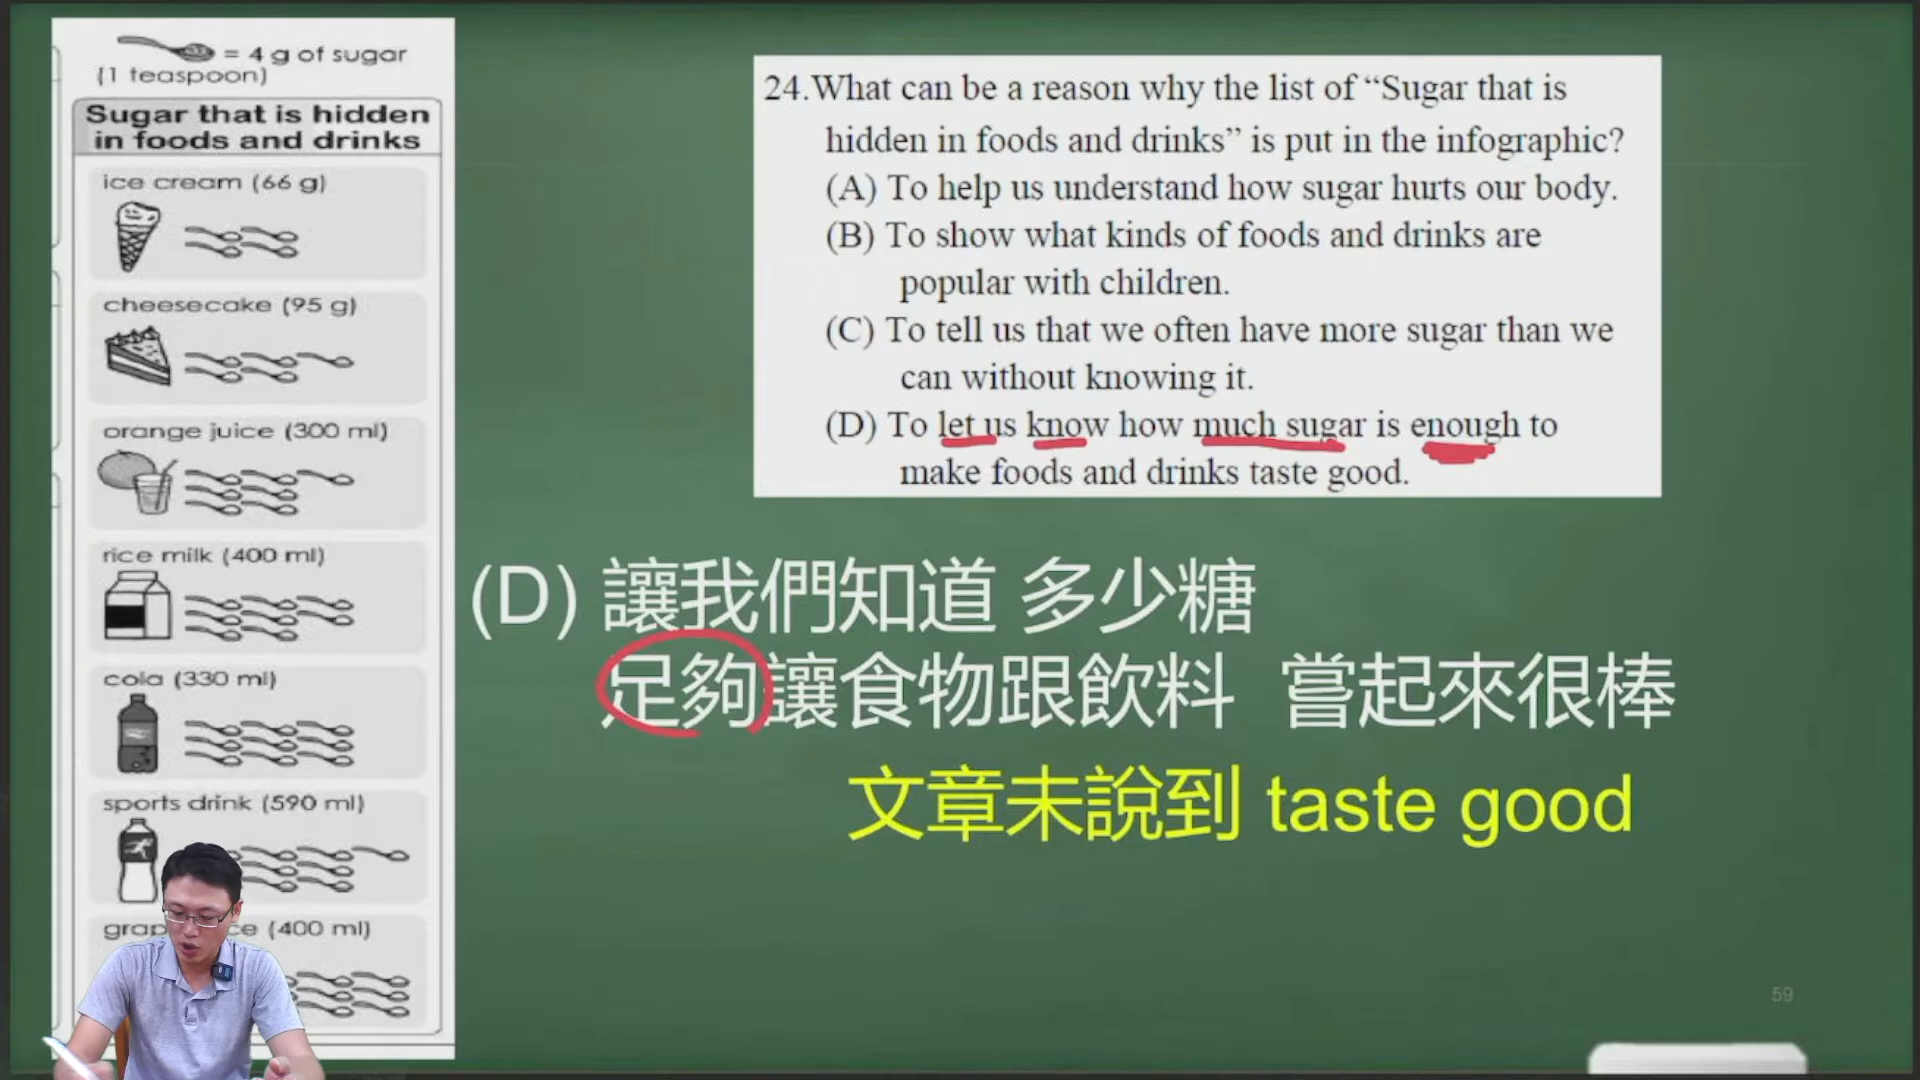 = 4 g of sugar
(1 teaspoon)
Sugar that is hidden
in foods and drinks
ice cream (66 g)
cheesecake (95 g)
orange juice (300 ml)
rice milk (400 ml)
cola (330 ml)
sports drink (590 ml)
(400 ml)
24.What can be a reason why the list of “Sugar that is
hidden in foods and drinks” is put in the infographic?
(A) To help us understand how sugar hurts our body.
(B) To show what kinds of foods and drinks are
popular with children.
(C) To tell us that we often have more sugar than we
can without knowing it.
(D) To let us know how much sugar is enough to
make foods and drinks taste good.
(D) 讓我們知道 多少糖
足夠讓食物跟飲料 嘗起來很棒
文章未說到 taste good
59